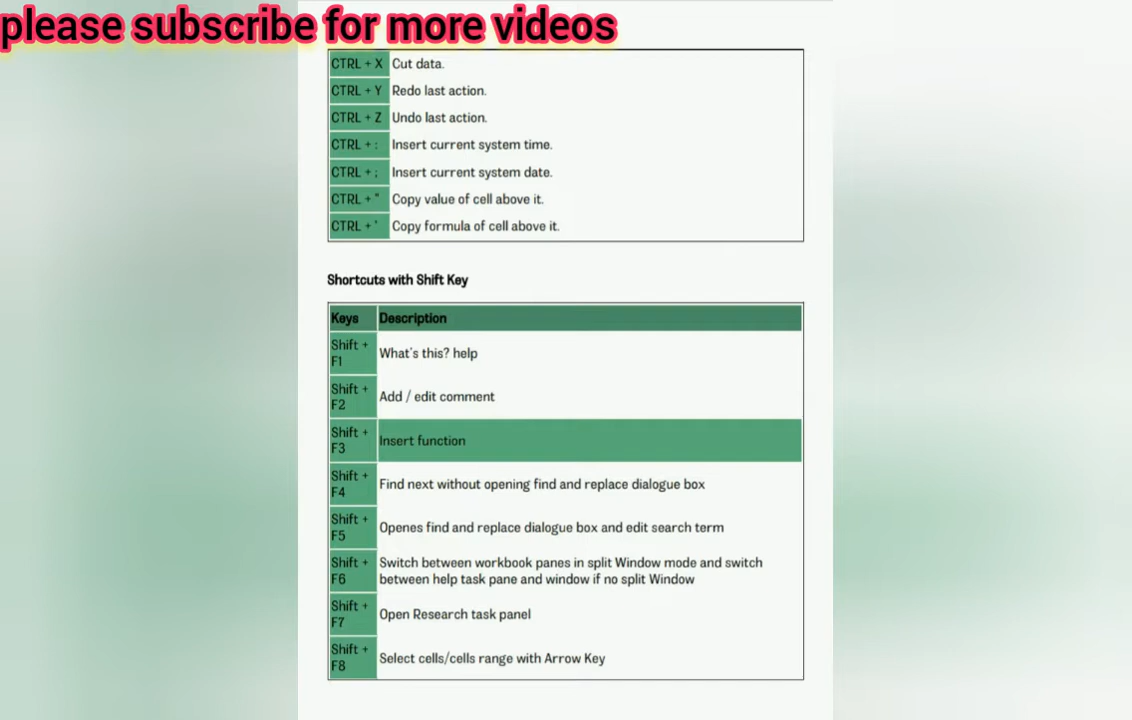 please subscribe for more videos
CTRL + X Cut data.
CTRL + Y Redo last action.
CTRL + Z Undo last action.
CTRL + : Insert current system time.
CTRL + ; Insert current system date.
CTRL + " Copy value of cell above it.
CTRL + ' Copy formula of cell above it.
Shortcuts with Shift Key
Keys Description
Shift +
F1 What's this? help
Shift +
F2 Add / edit comment
Shift +
F3 Insert function
Shift +
F4 Find next without opening find and replace dialogue box
Shift +
F5 Openes find and replace dialogue box and edit search term
Shift + Switch between workbook panes in split Window mode and switch
F6 between help task pane and window if no split Window
Shift +
F7 Open Research task panel
Shift +
F8 Select cells/cells range with Arrow Key